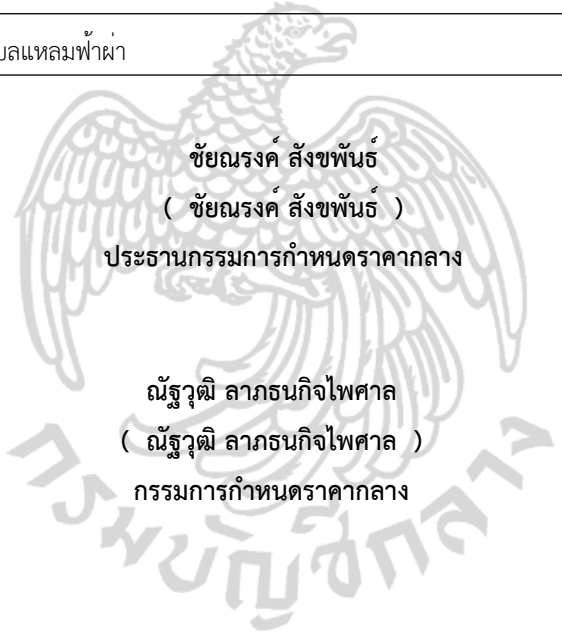 บลแหลมฟ้าผ่า
ชัยณรงค์ สังขพันธ์
( ชัยณรงค์ สังขพันธ์ )
ประธานกรรมการกำหนดราคากลาง
ณัฐวุฒิ ลาภธนกิจไพศาล
( ณัฐวุฒิ ลาภธนกิจไพศาล )
กรรมการกำหนดราคากลาง
กรมบัญชีกลาง